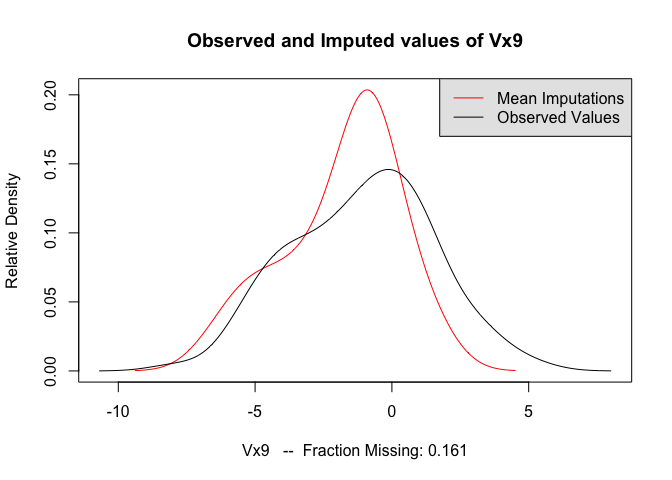 Observed and Imputed values of Vx9
Mean Imputations
Observed Values
Relative Density
0.20
0.15
0.10
0.05
0.00
-10
-5
0
5
Vx9 -- Fraction Missing: 0.161